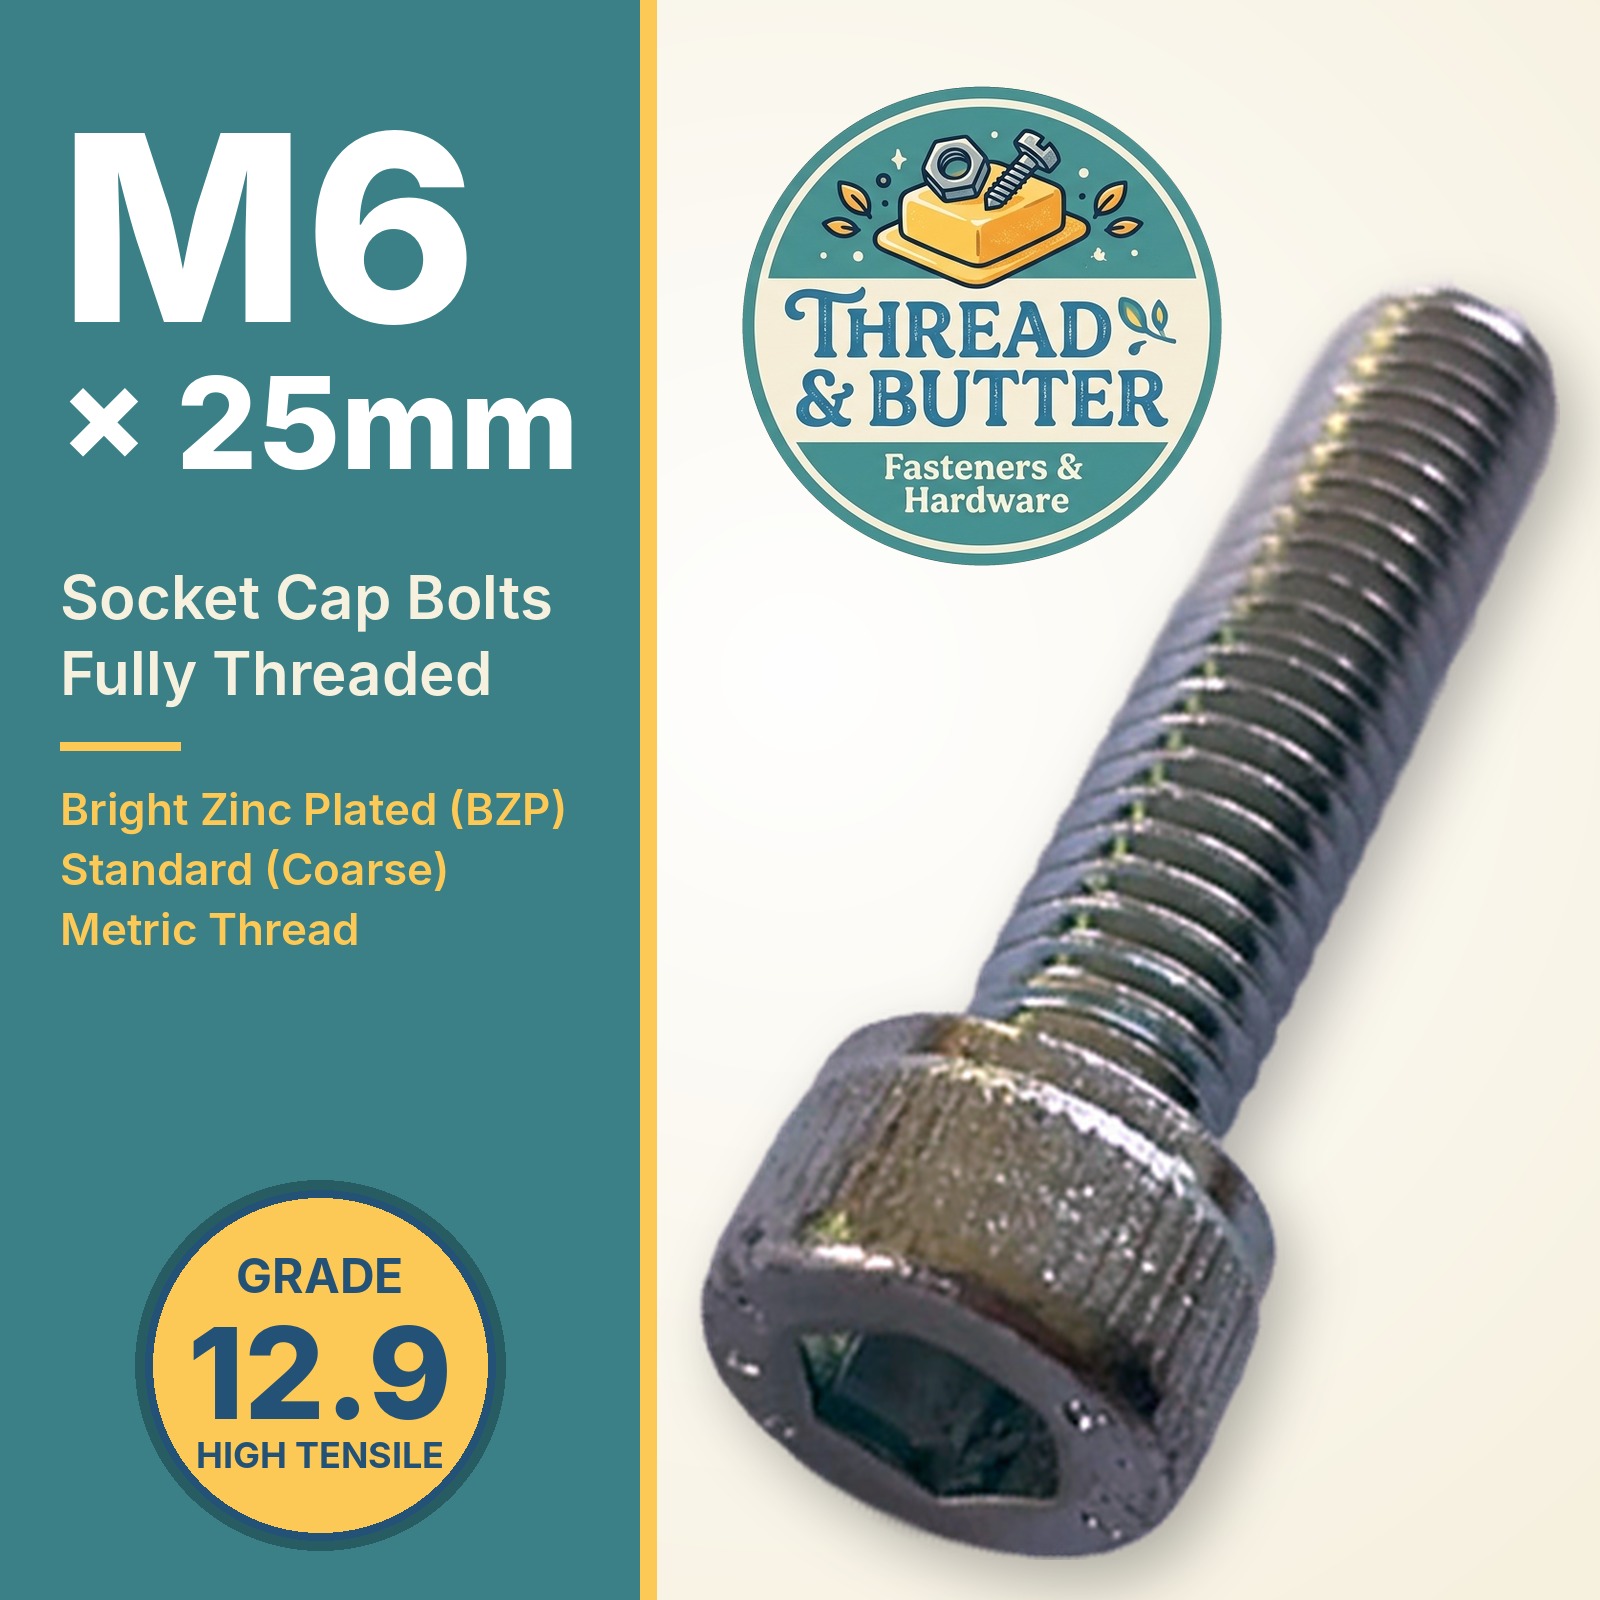 M6
× 25mm
Socket Cap Bolts
Fully Threaded
Bright Zinc Plated (BZP)
Standard (Coarse)
Metric Thread
GRADE
12.9
HIGH TENSILE
THREAD
& BUTTER
Fasteners &
Hardware